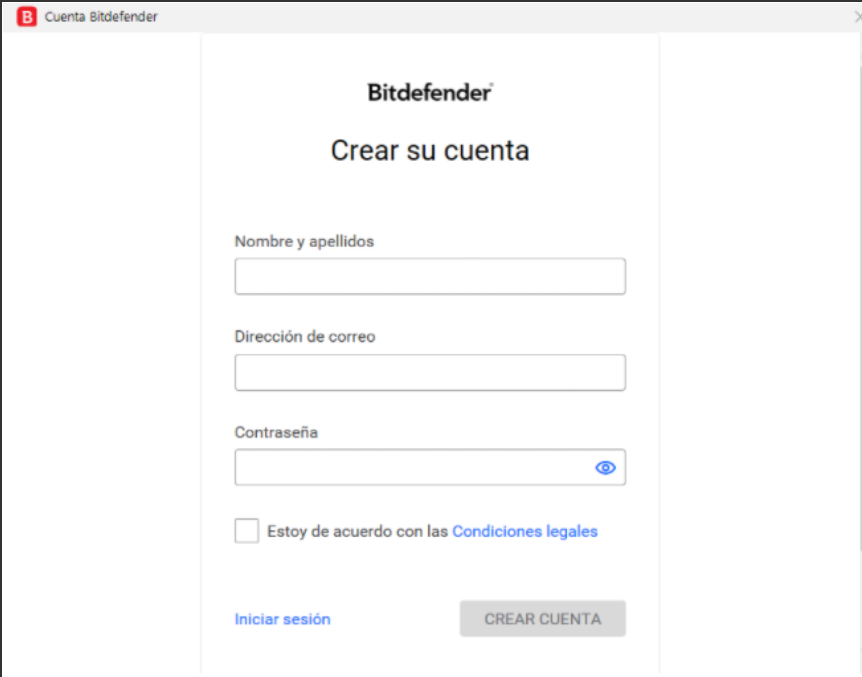 Cuenta Bitdefender
Bitdefender
Crear su cuenta
Nombre y apellidos
Dirección de correo
Contraseña
Estoy de acuerdo con las Condiciones legales
Iniciar sesión
CREAR CUENTA